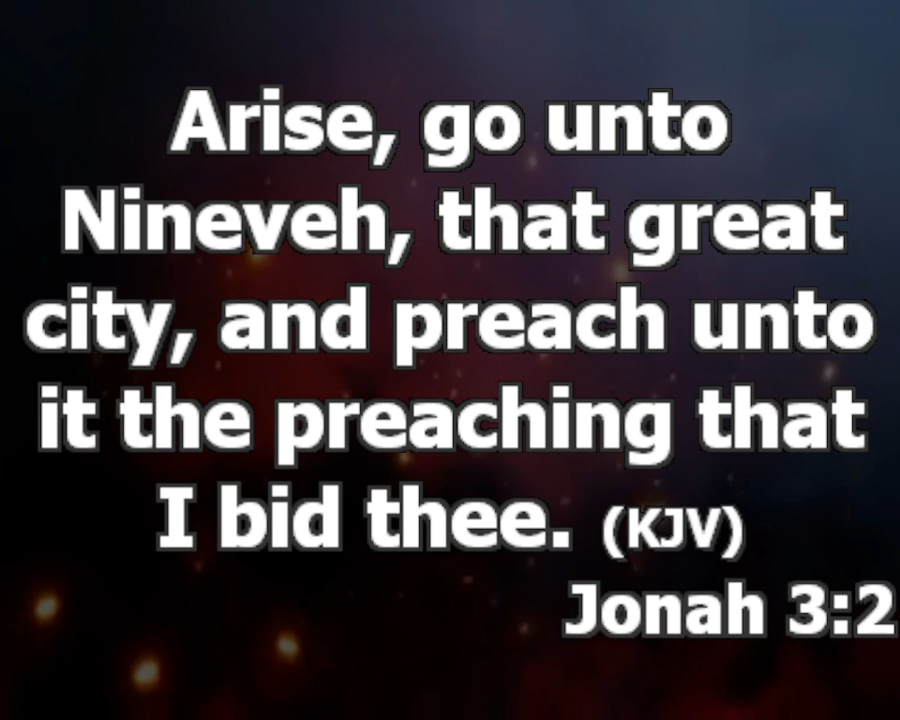 Arise, go unto
Nineveh, that great
city, and preach unto
it the preaching that
I bid thee. (KJV)
Jonah 3:2